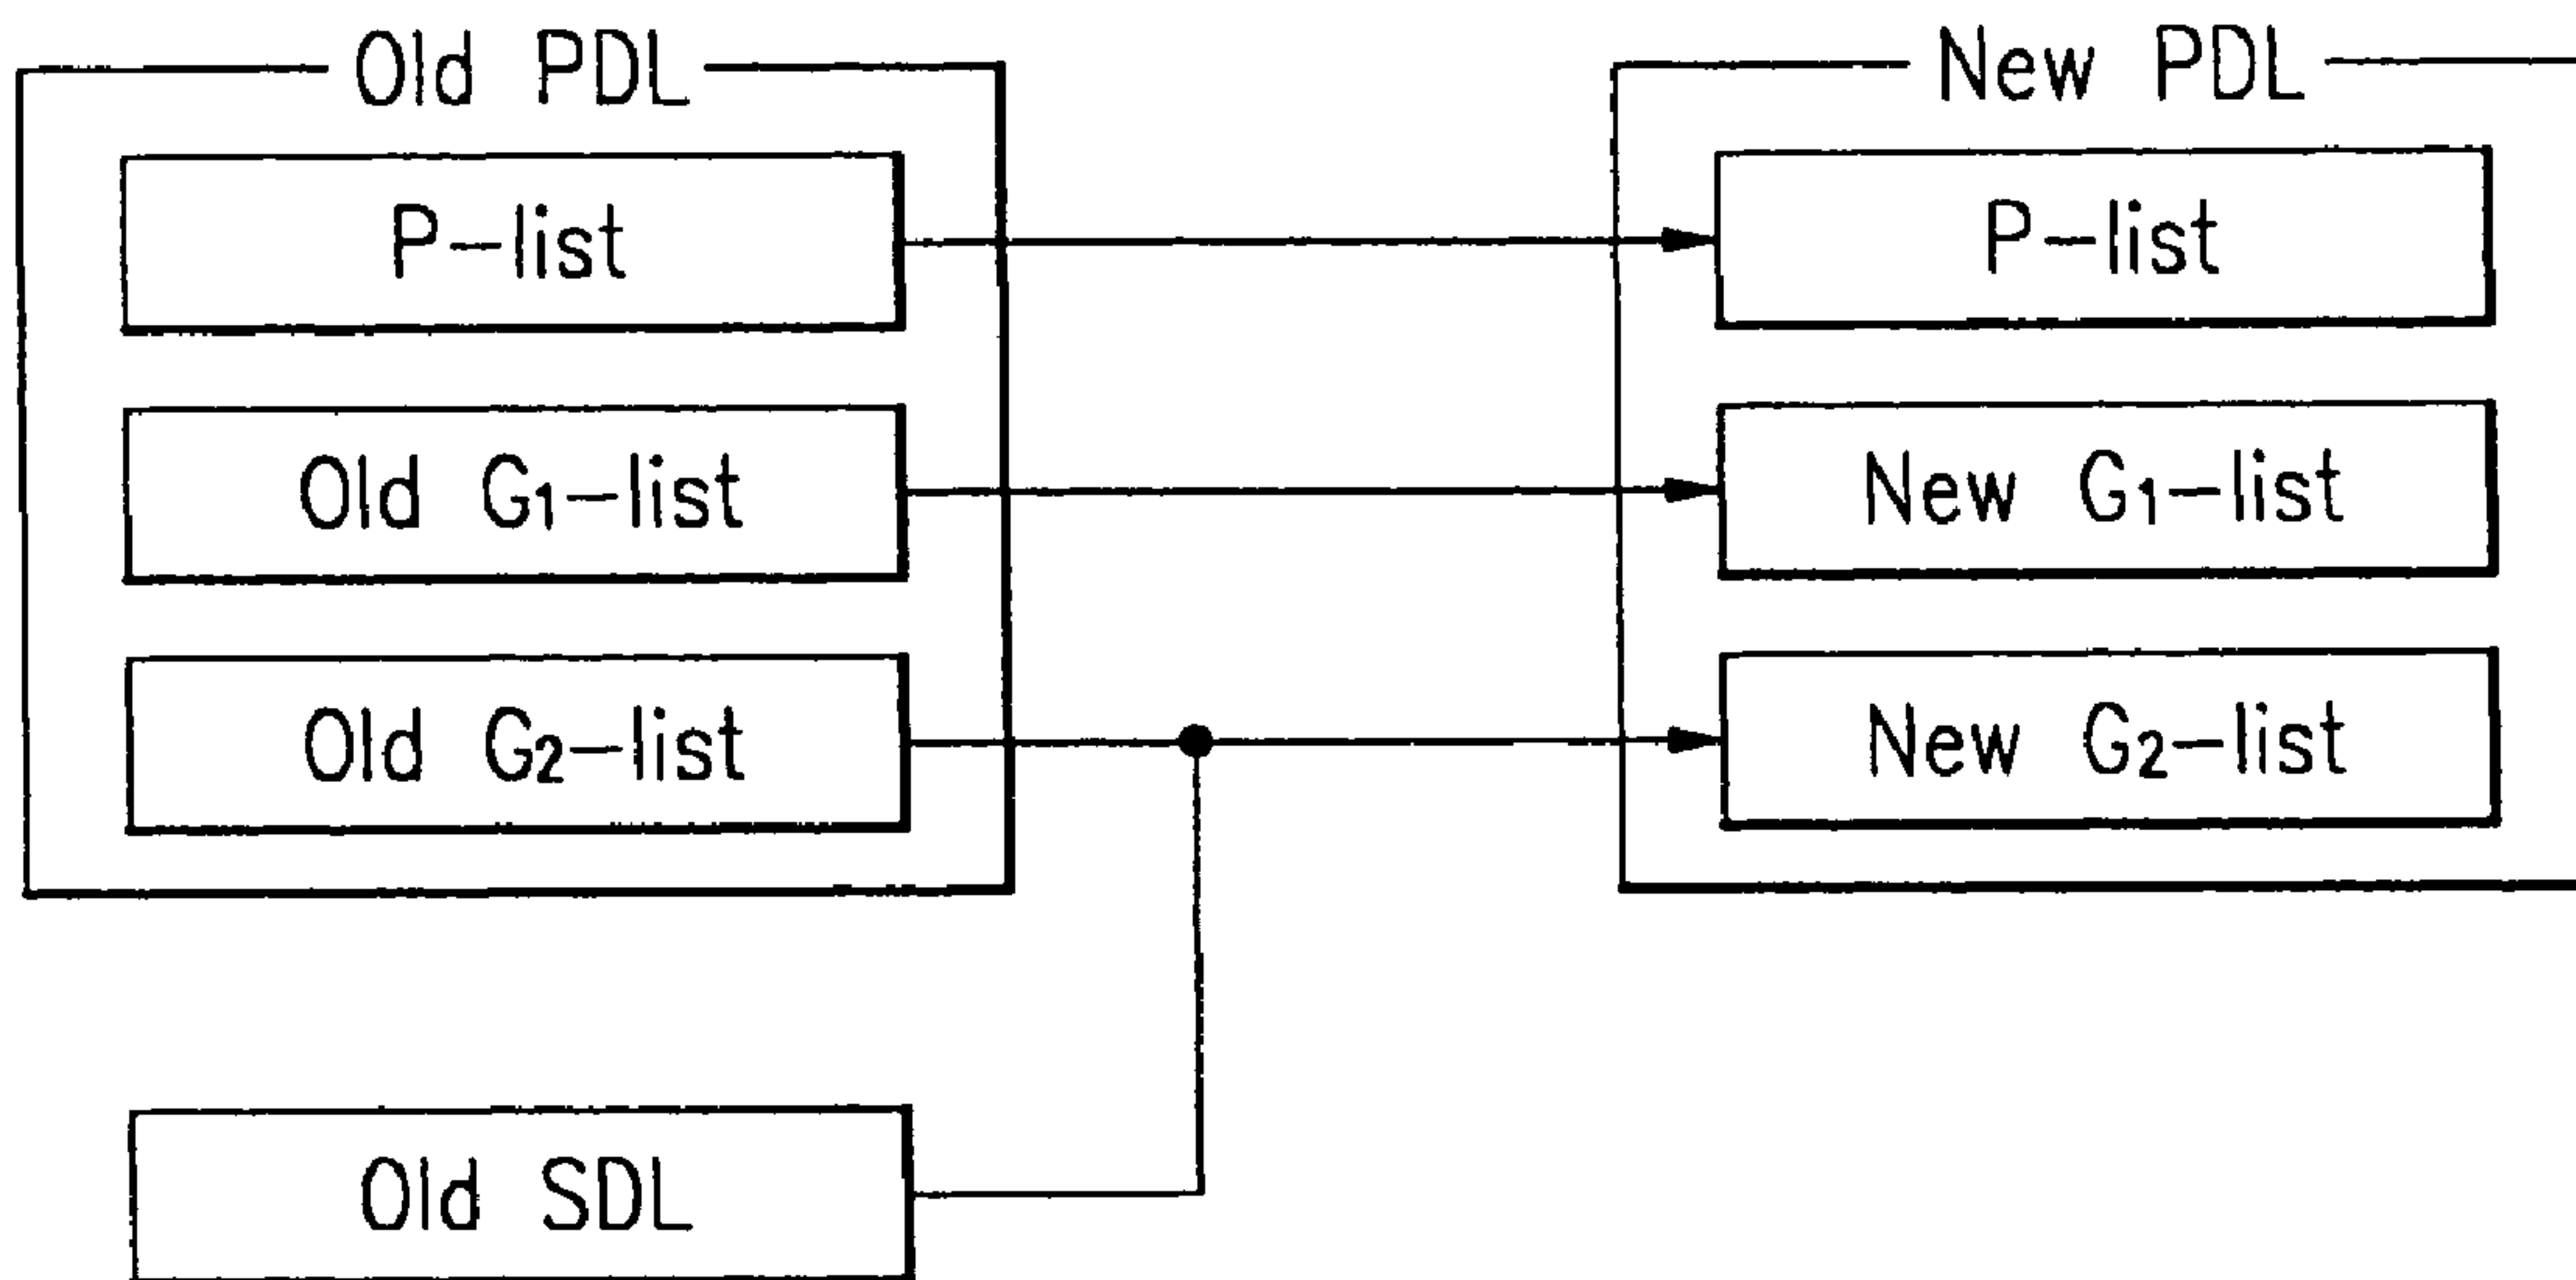 Old PDL
New PDL
P-list
P-list
Old G1-list
New G1-list
Old G2-list
New G2-list
Old SDL